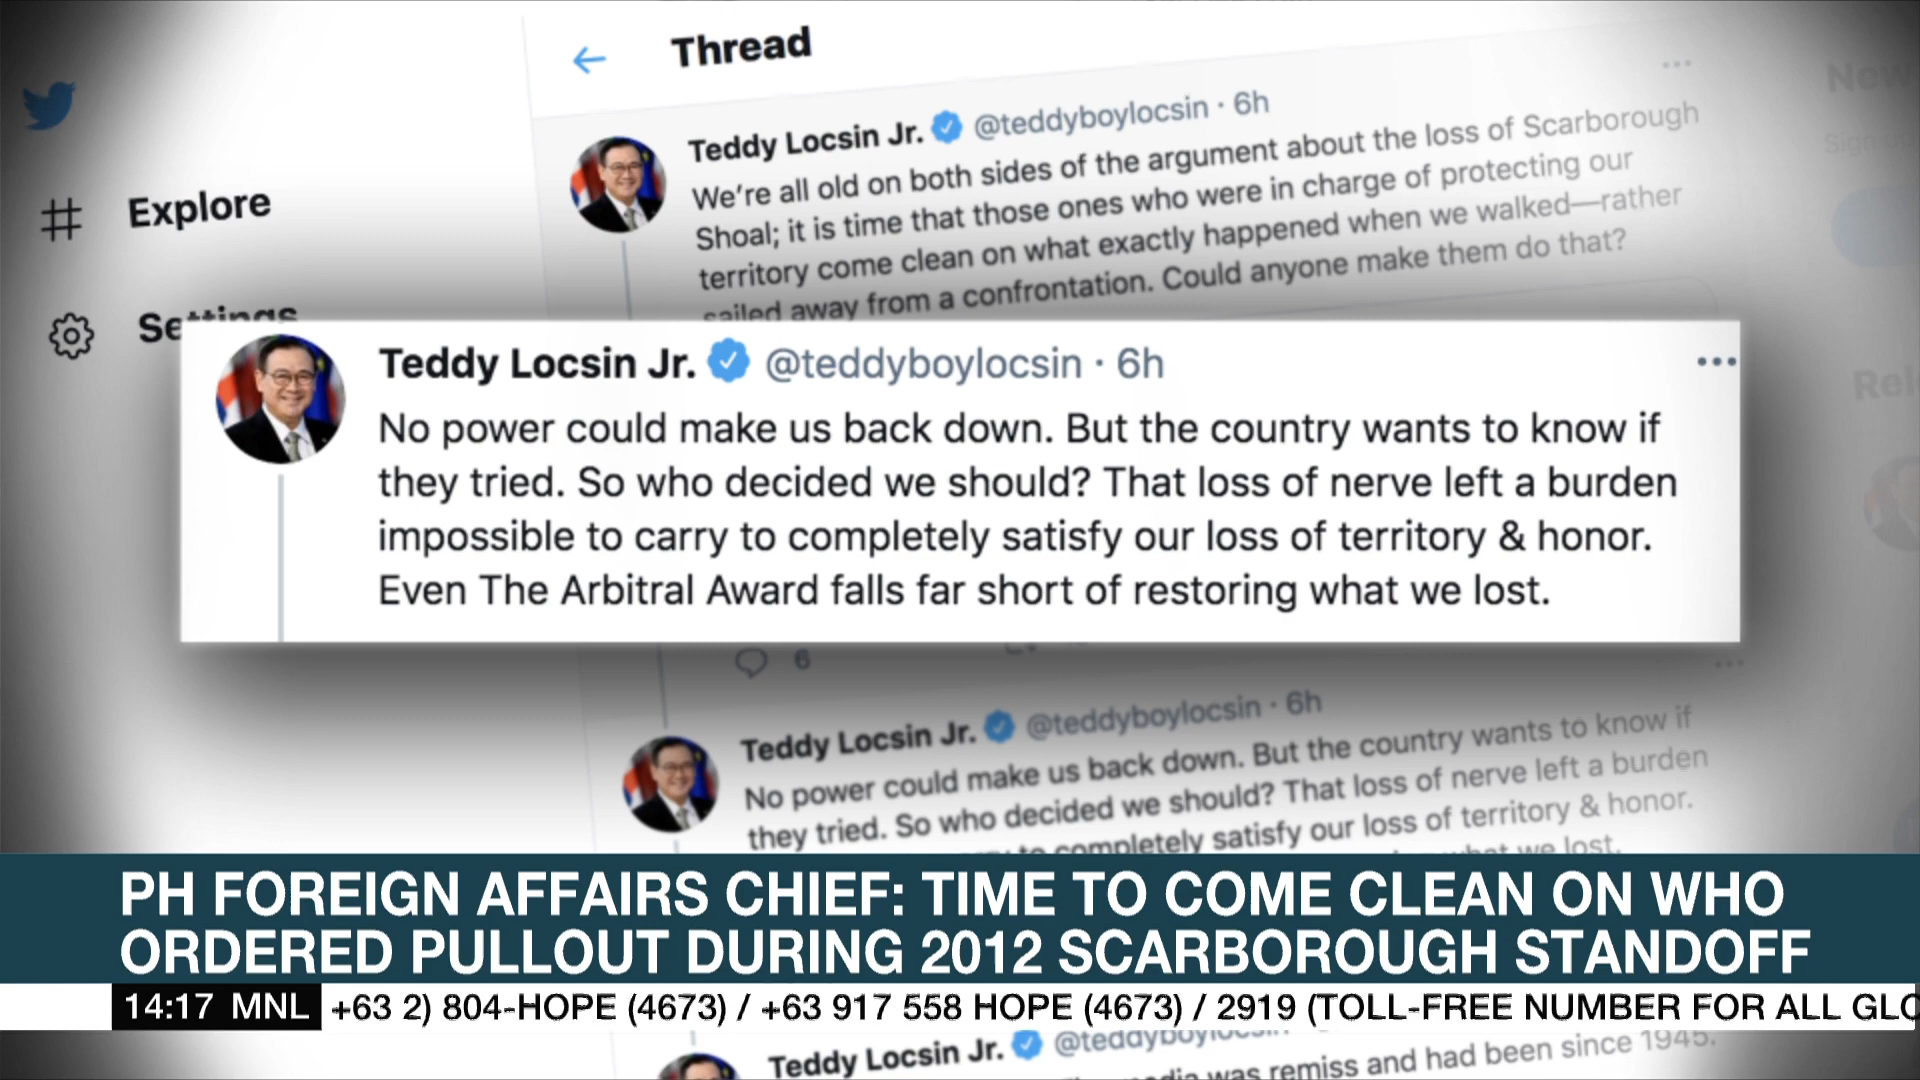 Thread
Explore
Settings
Teddy Locsin Jr. @teddyboylocsin · 6h
We're all old on both sides of the argument about the loss of Scarborough
Shoal; it is time that those ones who were in charge of protecting our
territory come clean on what exactly happened when we walked—rather
sailed away from a confrontation. Could anyone make them do that?
Teddy Locsin Jr. @teddyboylocsin · 6h
No power could make us back down. But the country wants to know if
they tried. So who decided we should? That loss of nerve left a burden
impossible to carry to completely satisfy our loss of territory & honor.
Even The Arbitral Award falls far short of restoring what we lost.
6
Teddy Locsin Jr. @teddyboylocsin · 6h
No power could make us back down. But the country wants to know if
they tried. So who decided we should? That loss of nerve left a burden
to completely satisfy our loss of territory & honor.
what we lost.
PH FOREIGN AFFAIRS CHIEF: TIME TO COME CLEAN ON WHO
ORDERED PULLOUT DURING 2012 SCARBOROUGH STANDOFF
14:17 MNL +63 2) 804-HOPE (4673) / +63 917 558 HOPE (4673) / 2919 (TOLL-FREE NUMBER FOR ALL GLO
Teddy Locsin Jr. @teddyboylocsin
was remiss and had been since 1945.